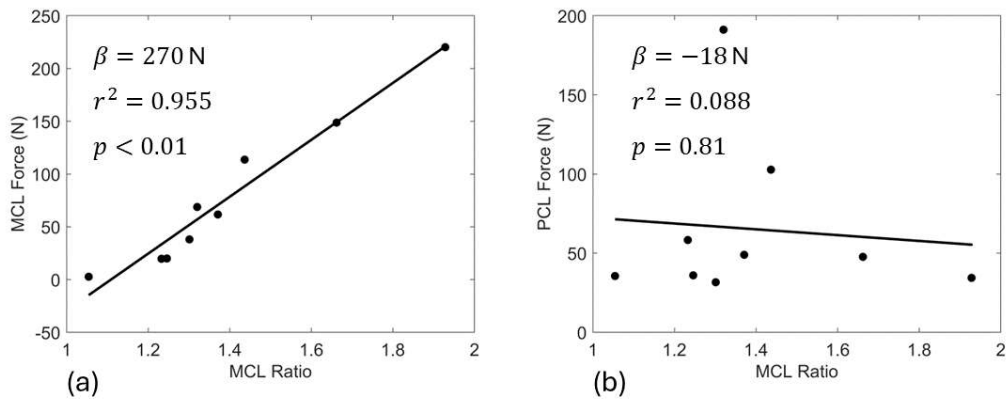 250
200
150
100
50
0
-50
MCL Force (N)
β = 270 N
r² = 0.955
p < 0.01
1 1.2 1.4 1.6 1.8 2
MCL Ratio
(a)
200
150
100
50
0
PCL Force (N)
β = −18 N
r² = 0.088
p = 0.81
1 1.2 1.4 1.6 1.8 2
MCL Ratio
(b)